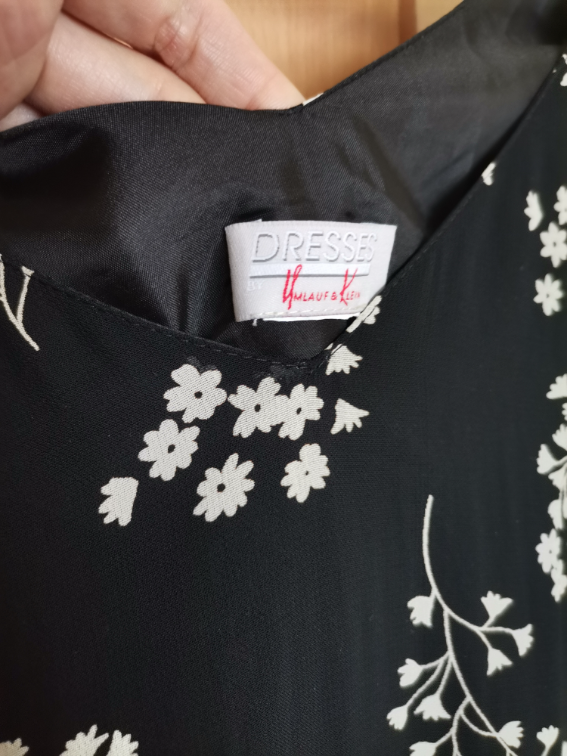 DRESSES
BY
UMLAUF & KLEIN